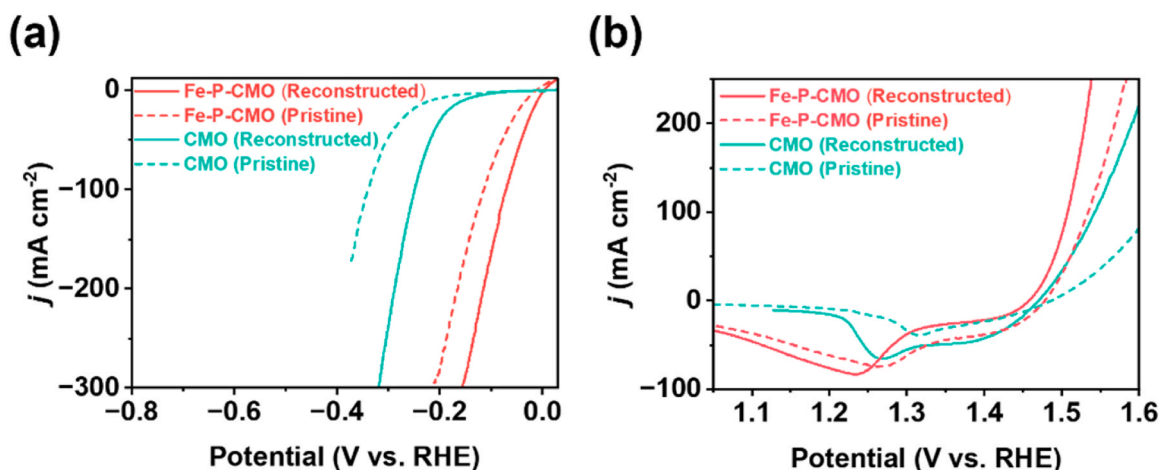 (a)
0
−100
−200
−300
j (mA cm⁻²)
Fe-P-CMO (Reconstructed)
Fe-P-CMO (Pristine)
CMO (Reconstructed)
CMO (Pristine)
−0.8 −0.6 −0.4 −0.2 0.0
Potential (V vs. RHE)
(b)
200
100
0
−100
j (mA cm⁻²)
Fe-P-CMO (Reconstructed)
Fe-P-CMO (Pristine)
CMO (Reconstructed)
CMO (Pristine)
1.1 1.2 1.3 1.4 1.5 1.6
Potential (V vs. RHE)